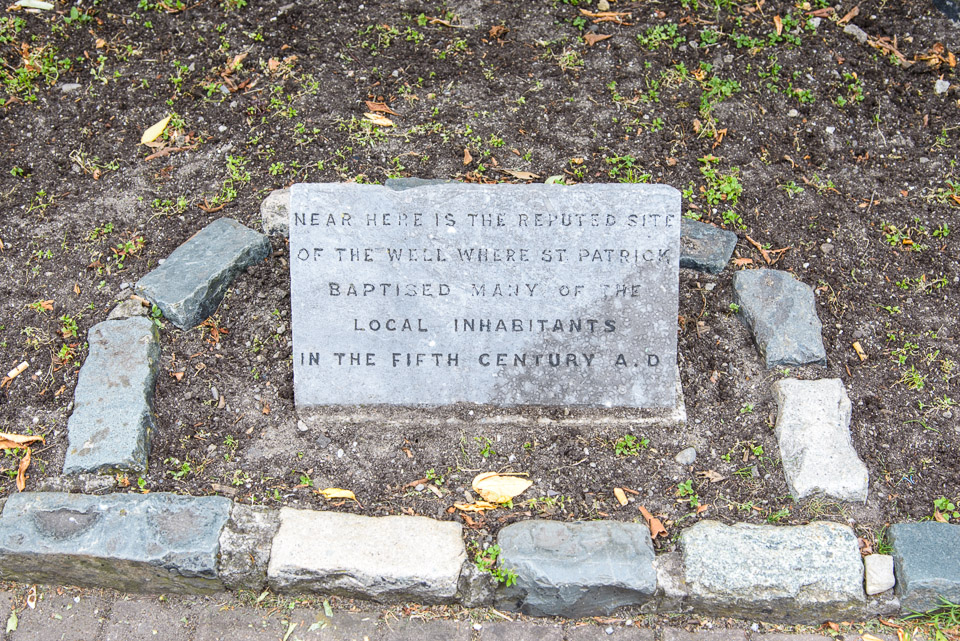 NEAR HERE IS THE REPUTED SITE
OF THE WELL WHERE ST PATRICK
BAPTISED MANY OF THE
LOCAL INHABITANTS
IN THE FIFTH CENTURY A.D